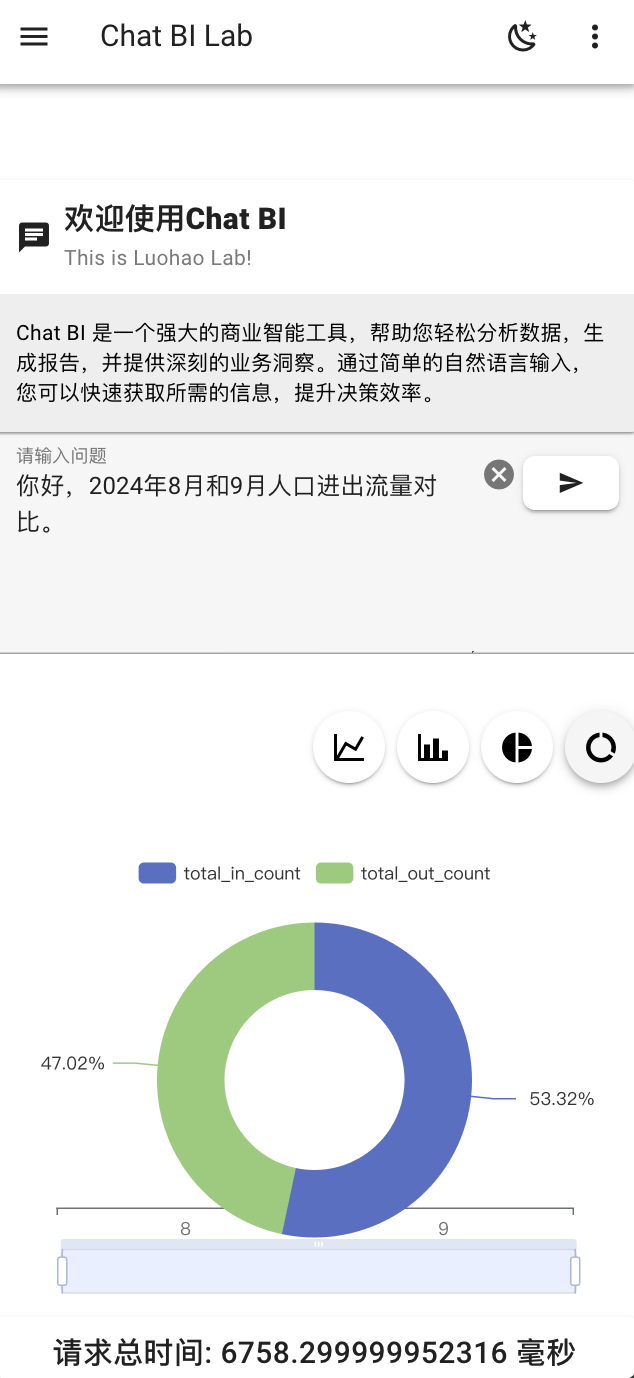 Chat BI Lab
欢迎使用Chat BI
This is Luohao Lab!
Chat BI 是一个强大的商业智能工具，帮助您轻松分析数据，生
成报告，并提供深刻的业务洞察。通过简单的自然语言输入，
您可以快速获取所需的信息，提升决策效率。
请输入问题
你好，2024年8月和9月人口进出流量对
比。
total_in_count total_out_count
47.02%
53.32%
8 9
请求总时间: 6758.299999952316 毫秒